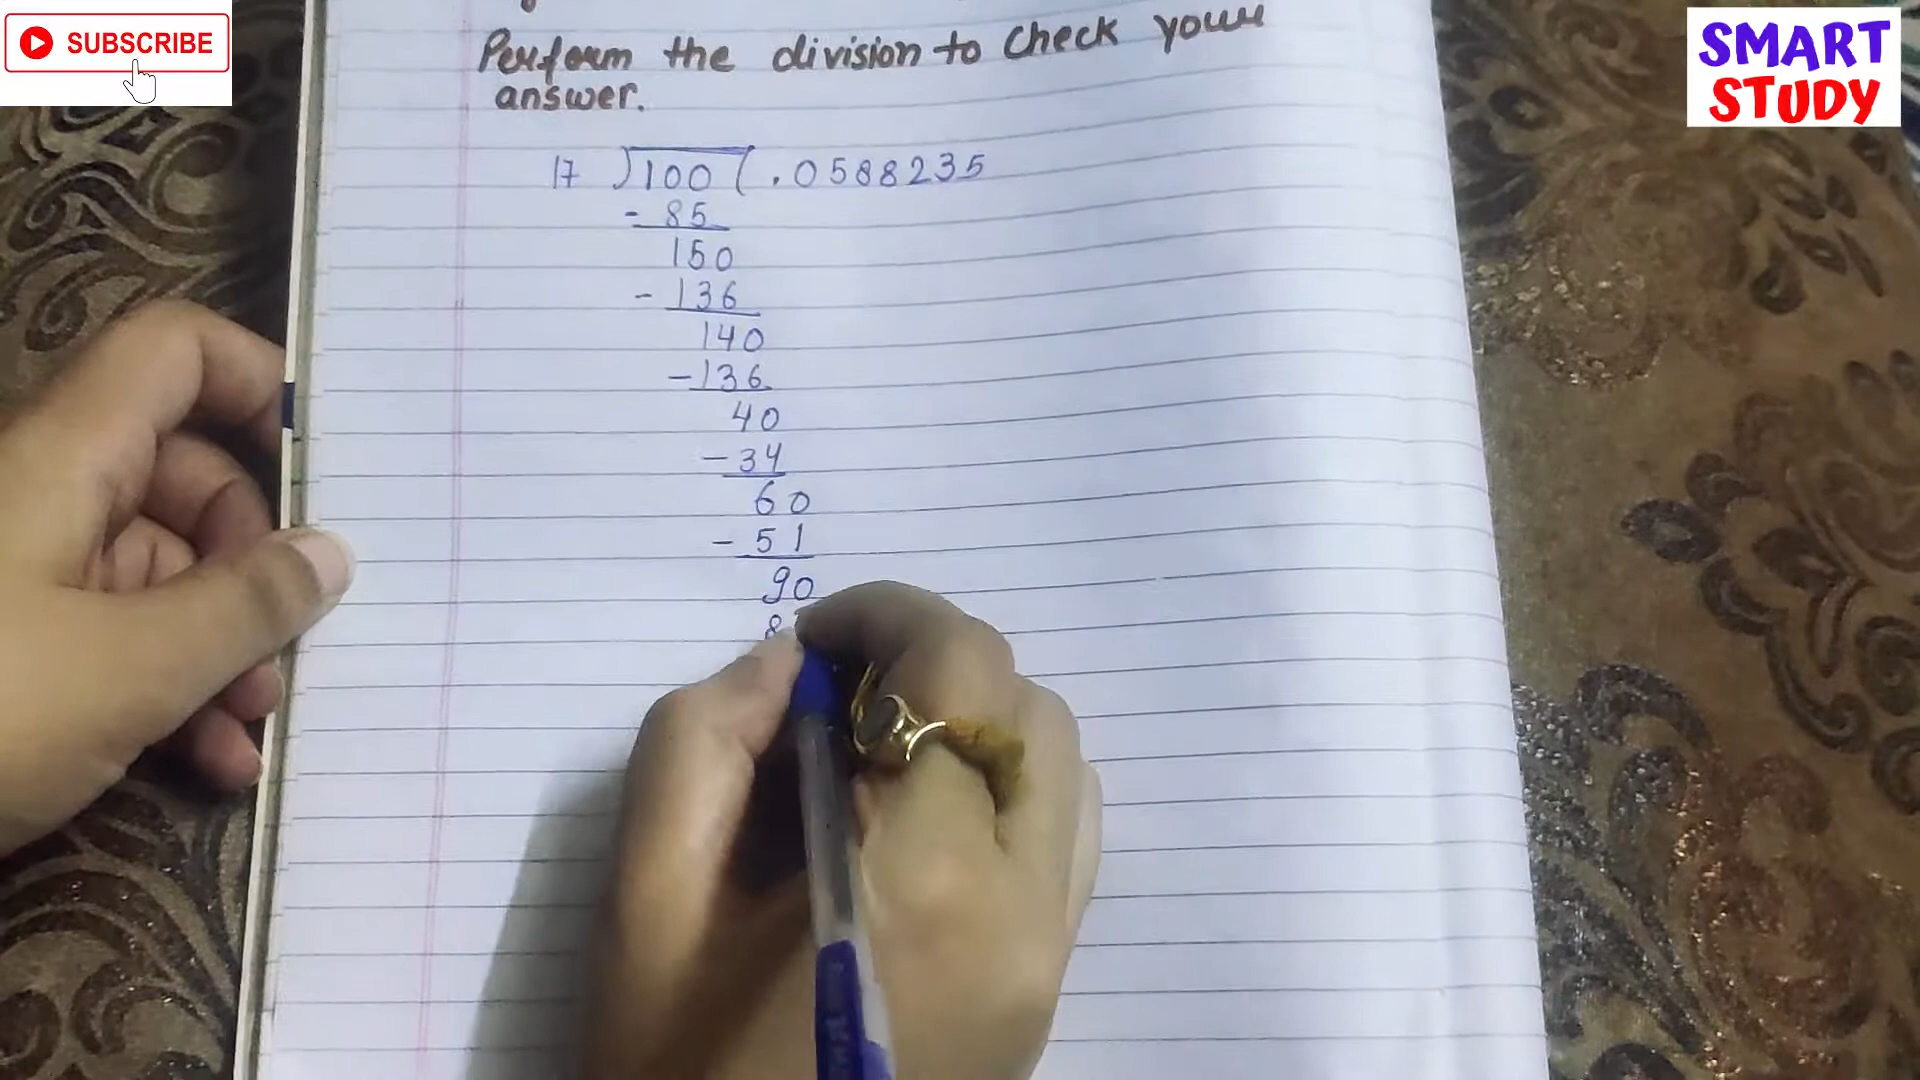 SUBSCRIBE
SMART
STUDY
Perform the division to check your
answer.
17 ) 100 ( .0588235
- 85
150
- 136
140
- 136
40
- 34
60
- 51
90
8